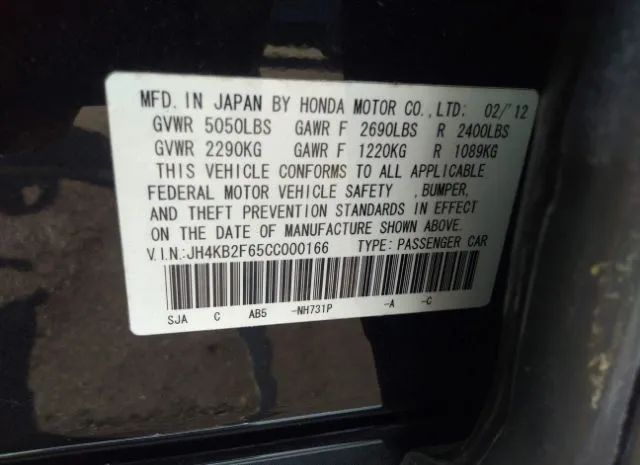 MFD. IN JAPAN BY HONDA MOTOR CO., LTD: 02/'12
GVWR 5050LBS GAWR F 2690LBS R 2400LBS
GVWR 2290KG GAWR F 1220KG R 1089KG
THIS VEHICLE CONFORMS TO ALL APPLICABLE
FEDERAL MOTOR VEHICLE SAFETY ,BUMPER,
AND THEFT PREVENTION STANDARDS IN EFFECT
ON THE DATE OF MANUFACTURE SHOWN ABOVE.
V.I.N:JH4KB2F65CC000166 TYPE: PASSENGER CAR
SJA C AB5 -NH731P -A -C